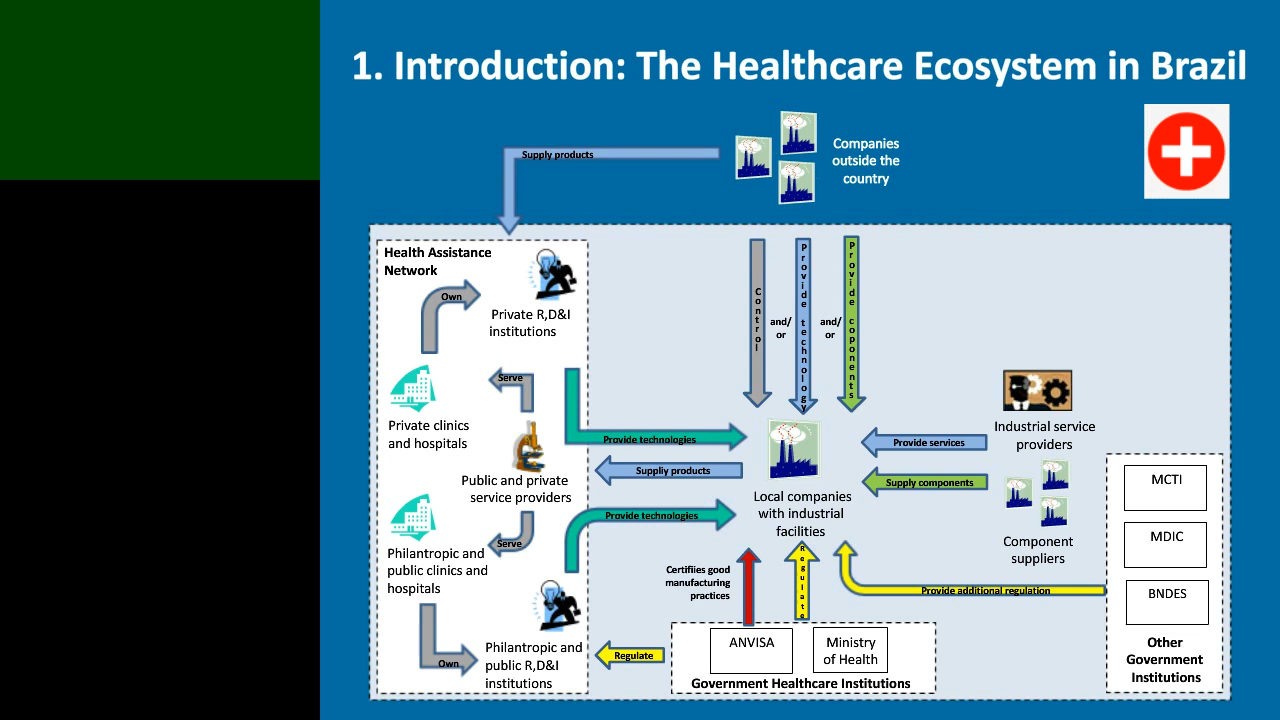 1. Introduction: The Healthcare Ecosystem in Brazil
Companies
outside the
country
Supply products
Health Assistance
Network
Own
Private R,D&I
institutions
Control
and/
or
Provide technology
and/
or
Provide coponents
Serve
Private clinics
and hospitals
Provide technologies
Provide services
Industrial service
providers
Supply components
Suppliy products
Public and private
service providers
Local companies
with industrial
facilities
Provide technologies
Serve
Component
suppliers
MCTI
MDIC
BNDES
Other
Government
Institutions
Philantropic and
public clinics and
hospitals
Certifiies good
manufacturing
practices
Regulate
Provide additional regulation
Own
Philantropic and
public R,D&I
institutions
Regulate
ANVISA
Ministry
of Health
Government Healthcare Institutions